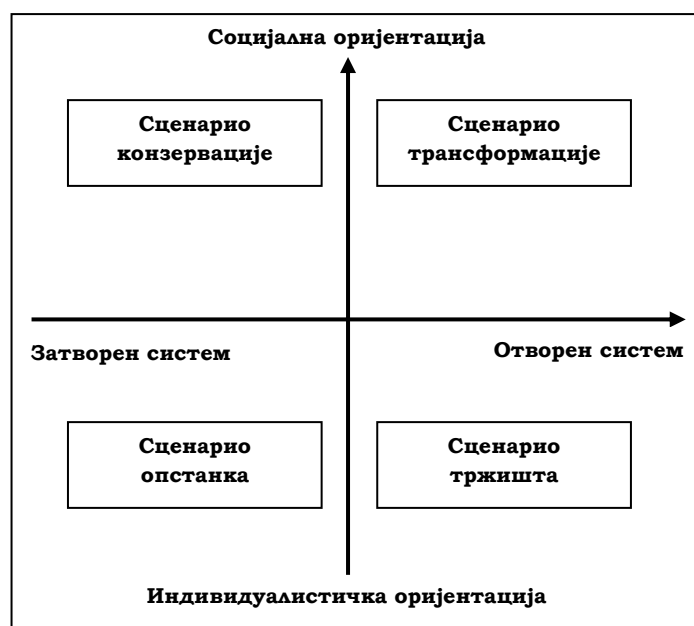 Социјална оријентација
Сценарио
конзервације
Сценарио
трансформације
Затворен систем
Отворен систем
Сценарио
опстанка
Сценарио
тржишта
Индивидуалистичка оријентација